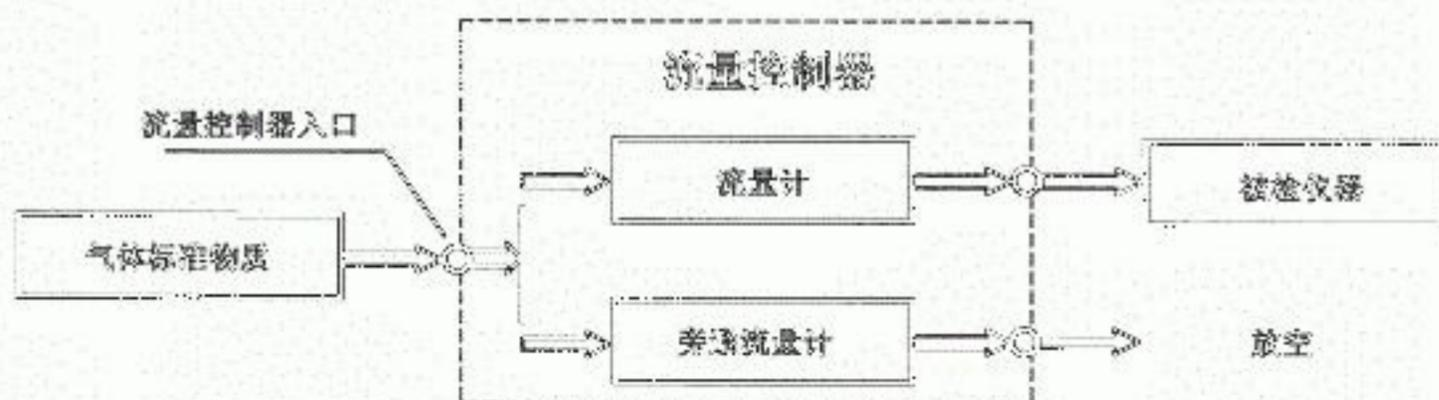 流量控制器
流量控制器入口
流量计
被检仪器
气体标准物质
旁通流量计
放空